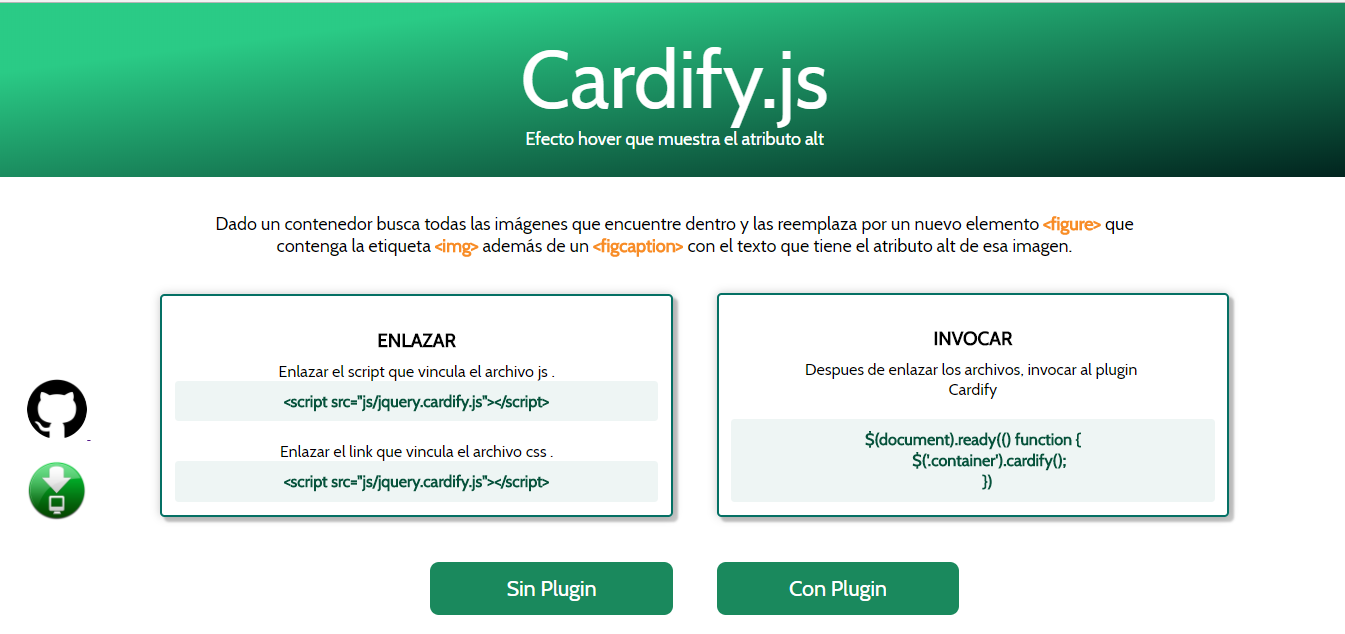 Cardify.js
Efecto hover que muestra el atributo alt
Dado un contenedor busca todas las imágenes que encuentre dentro y las reemplaza por un nuevo elemento <figure> que
contenga la etiqueta <img> además de un <figcaption> con el texto que tiene el atributo alt de esa imagen.
ENLAZAR
Enlazar el script que vincula el archivo js .
<script src="js/jquery.cardify.js"></script>
Enlazar el link que vincula el archivo css .
<script src="js/jquery.cardify.js"></script>
INVOCAR
Despues de enlazar los archivos, invocar al plugin
Cardify
$(document).ready(() function {
$('.container').cardify();
})
Sin Plugin
Con Plugin